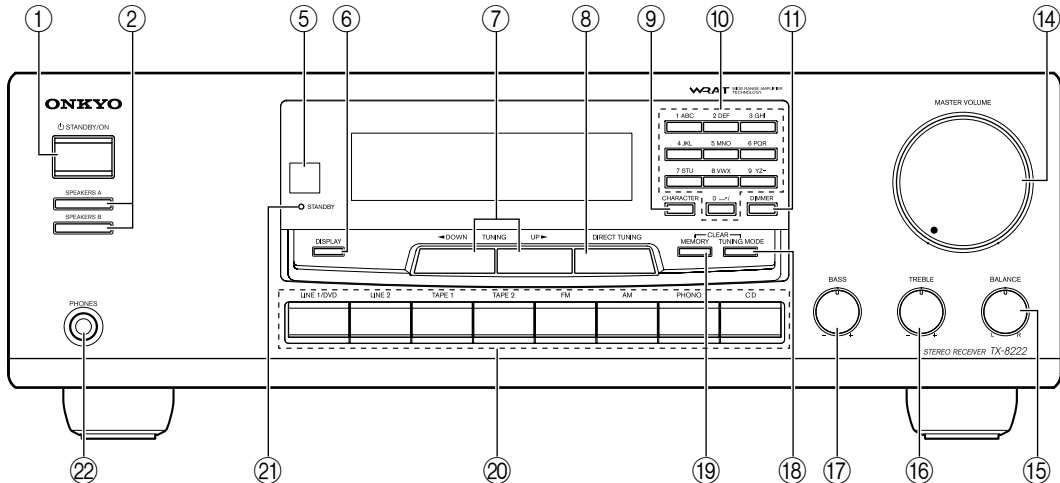 ① ② ⑤ ⑥ ⑦ ⑧ ⑨ ⑩ ⑪ ⑭
ONKYO
STANDBY/ON
SPEAKERS A
SPEAKERS B
PHONES
STANDBY
DISPLAY
◄DOWN TUNING UP► DIRECT TUNING
WRAT WIDE RANGE AMPLIFIER
TECHNOLOGY
1 ABC 2 DEF 3 GHI
4 JKL 5 MNO 6 PQR
7 STU 8 VWX 9 YZ–
CHARACTER 0 DIMMER
CLEAR
MEMORY TUNING MODE
LINE 1/DVD LINE 2 TAPE 1 TAPE 2 FM AM PHONO CD
MASTER VOLUME
BASS TREBLE BALANCE
– + – + L R
STEREO RECEIVER TX-8222
㉒ ㉑ ⑳ ⑲ ⑱ ⑰ ⑯ ⑮